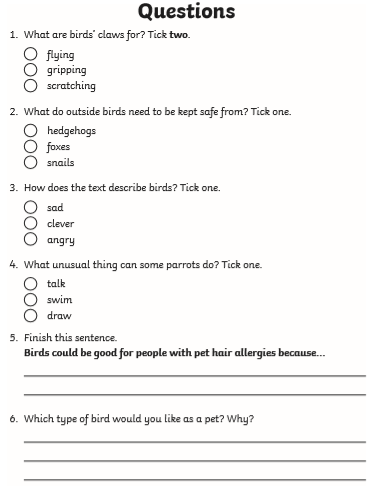 Questions
1. What are birds' claws for? Tick two.
flying
gripping
scratching
2. What do outside birds need to be kept safe from? Tick one.
hedgehogs
foxes
snails
3. How does the text describe birds? Tick one.
sad
clever
angry
4. What unusual thing can some parrots do? Tick one.
talk
swim
draw
5. Finish this sentence.
Birds could be good for people with pet hair allergies because...
6. Which type of bird would you like as a pet? Why?